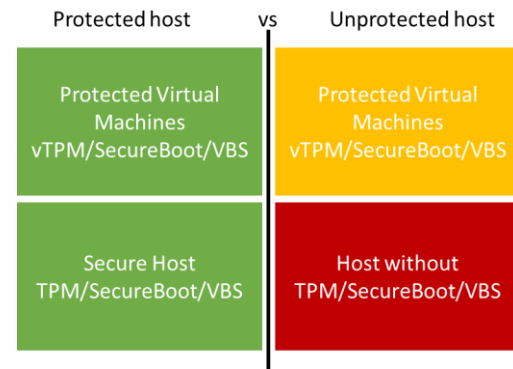 Protected host vs Unprotected host
Protected Virtual
Machines
vTPM/SecureBoot/VBS
Protected Virtual
Machines
vTPM/SecureBoot/VBS
Secure Host
TPM/SecureBoot/VBS
Host without
TPM/SecureBoot/VBS